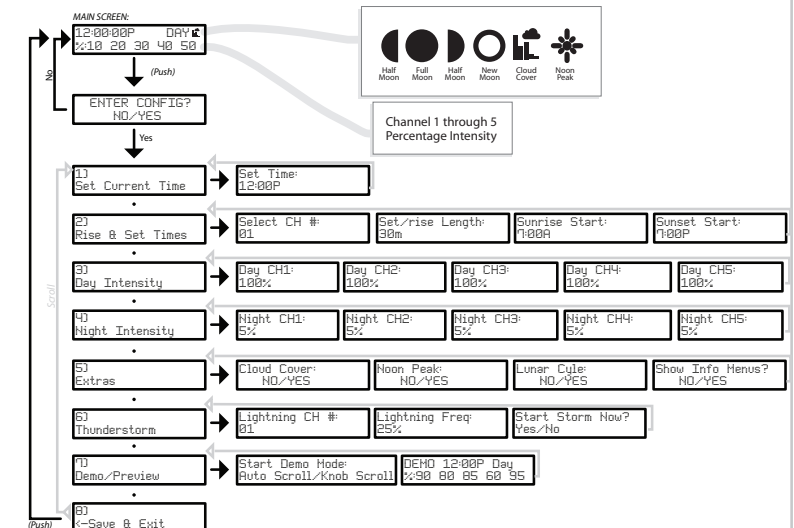 MAIN SCREEN:
12:00:00P DAY
%:10 20 30 40 50
(Push)
No
ENTER CONFIG?
NO/YES
Yes
Half Moon
Full Moon
Half Moon
New Moon
Cloud Cover
Noon Peak
Channel 1 through 5
Percentage Intensity
Scroll
1)
Set Current Time
Set Time:
12:00P
2)
Rise & Set Times
Select CH #:
01
Set/rise Length:
30m
Sunrise Start:
7:00A
Sunset Start:
7:00P
3)
Day Intensity
Day CH1:
100%
Day CH2:
100%
Day CH3:
100%
Day CH4:
100%
Day CH5:
100%
4)
Night Intensity
Night CH1:
5%
Night CH2:
5%
Night CH3:
5%
Night CH4:
5%
Night CH5:
5%
5)
Extras
Cloud Cover:
NO/YES
Noon Peak:
NO/YES
Lunar Cyle:
NO/YES
Show Info Menus?
NO/YES
6)
Thunderstorm
Lightning CH #:
01
Lightning Freq:
25%
Start Storm Now?
Yes/No
7)
Demo/Preview
Start Demo Mode:
Auto Scroll/Knob Scroll
DEMO 12:00P Day
%:90 80 85 60 95
8)
<-Save & Exit
(Push)